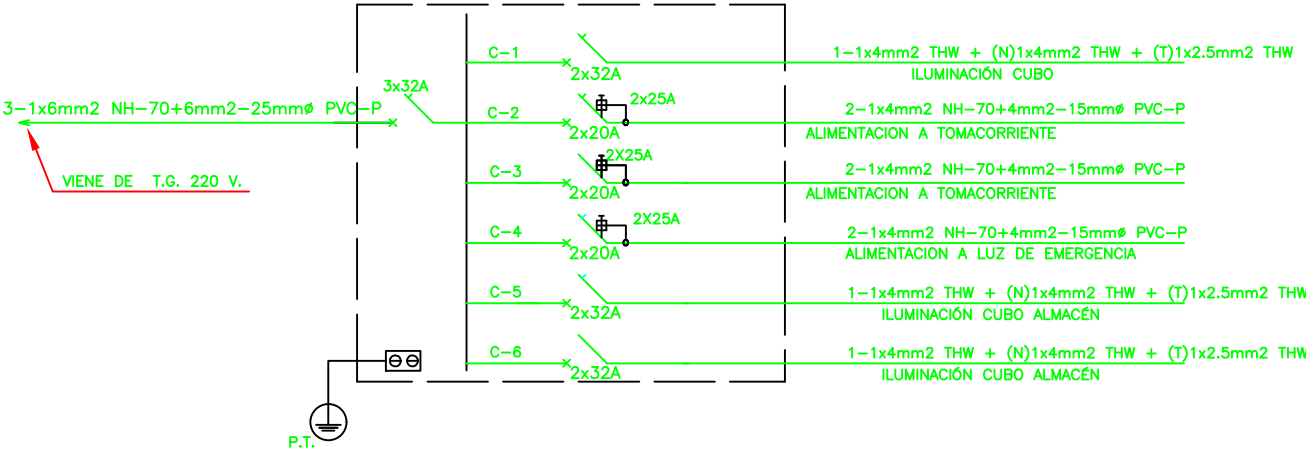 3-1x6mm2 NH-70+6mm2-25mmø PVC-P
VIENE DE T.G. 220 V.
3x32A
C-1
2x32A
1-1x4mm2 THW + (N)1x4mm2 THW + (T)1x2.5mm2 THW
ILUMINACIÓN CUBO
C-2
2x25A
2x20A
2-1x4mm2 NH-70+4mm2-15mmø PVC-P
ALIMENTACION A TOMACORRIENTE
C-3
2X25A
2x20A
2-1x4mm2 NH-70+4mm2-15mmø PVC-P
ALIMENTACION A TOMACORRIENTE
C-4
2X25A
2x20A
2-1x4mm2 NH-70+4mm2-15mmø PVC-P
ALIMENTACION A LUZ DE EMERGENCIA
C-5
2x32A
1-1x4mm2 THW + (N)1x4mm2 THW + (T)1x2.5mm2 THW
ILUMINACIÓN CUBO ALMACÉN
C-6
2x32A
1-1x4mm2 THW + (N)1x4mm2 THW + (T)1x2.5mm2 THW
ILUMINACIÓN CUBO ALMACÉN
P.T.